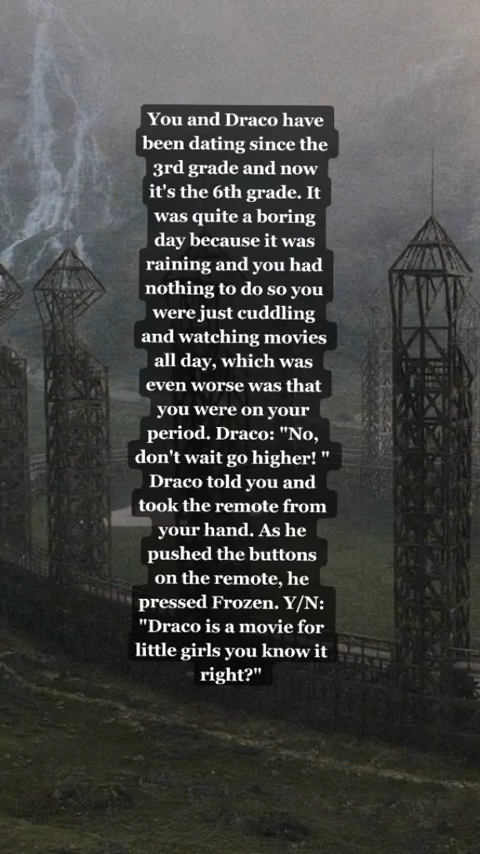 You and Draco have
been dating since the
3rd grade and now
it's the 6th grade. It
was quite a boring
day because it was
raining and you had
nothing to do so you
were just cuddling
and watching movies
all day, which was
even worse was that
you were on your
period. Draco: "No,
don't wait go higher! "
Draco told you and
took the remote from
your hand. As he
pushed the buttons
on the remote, he
pressed Frozen. Y/N:
"Draco is a movie for
little girls you know it
right?"